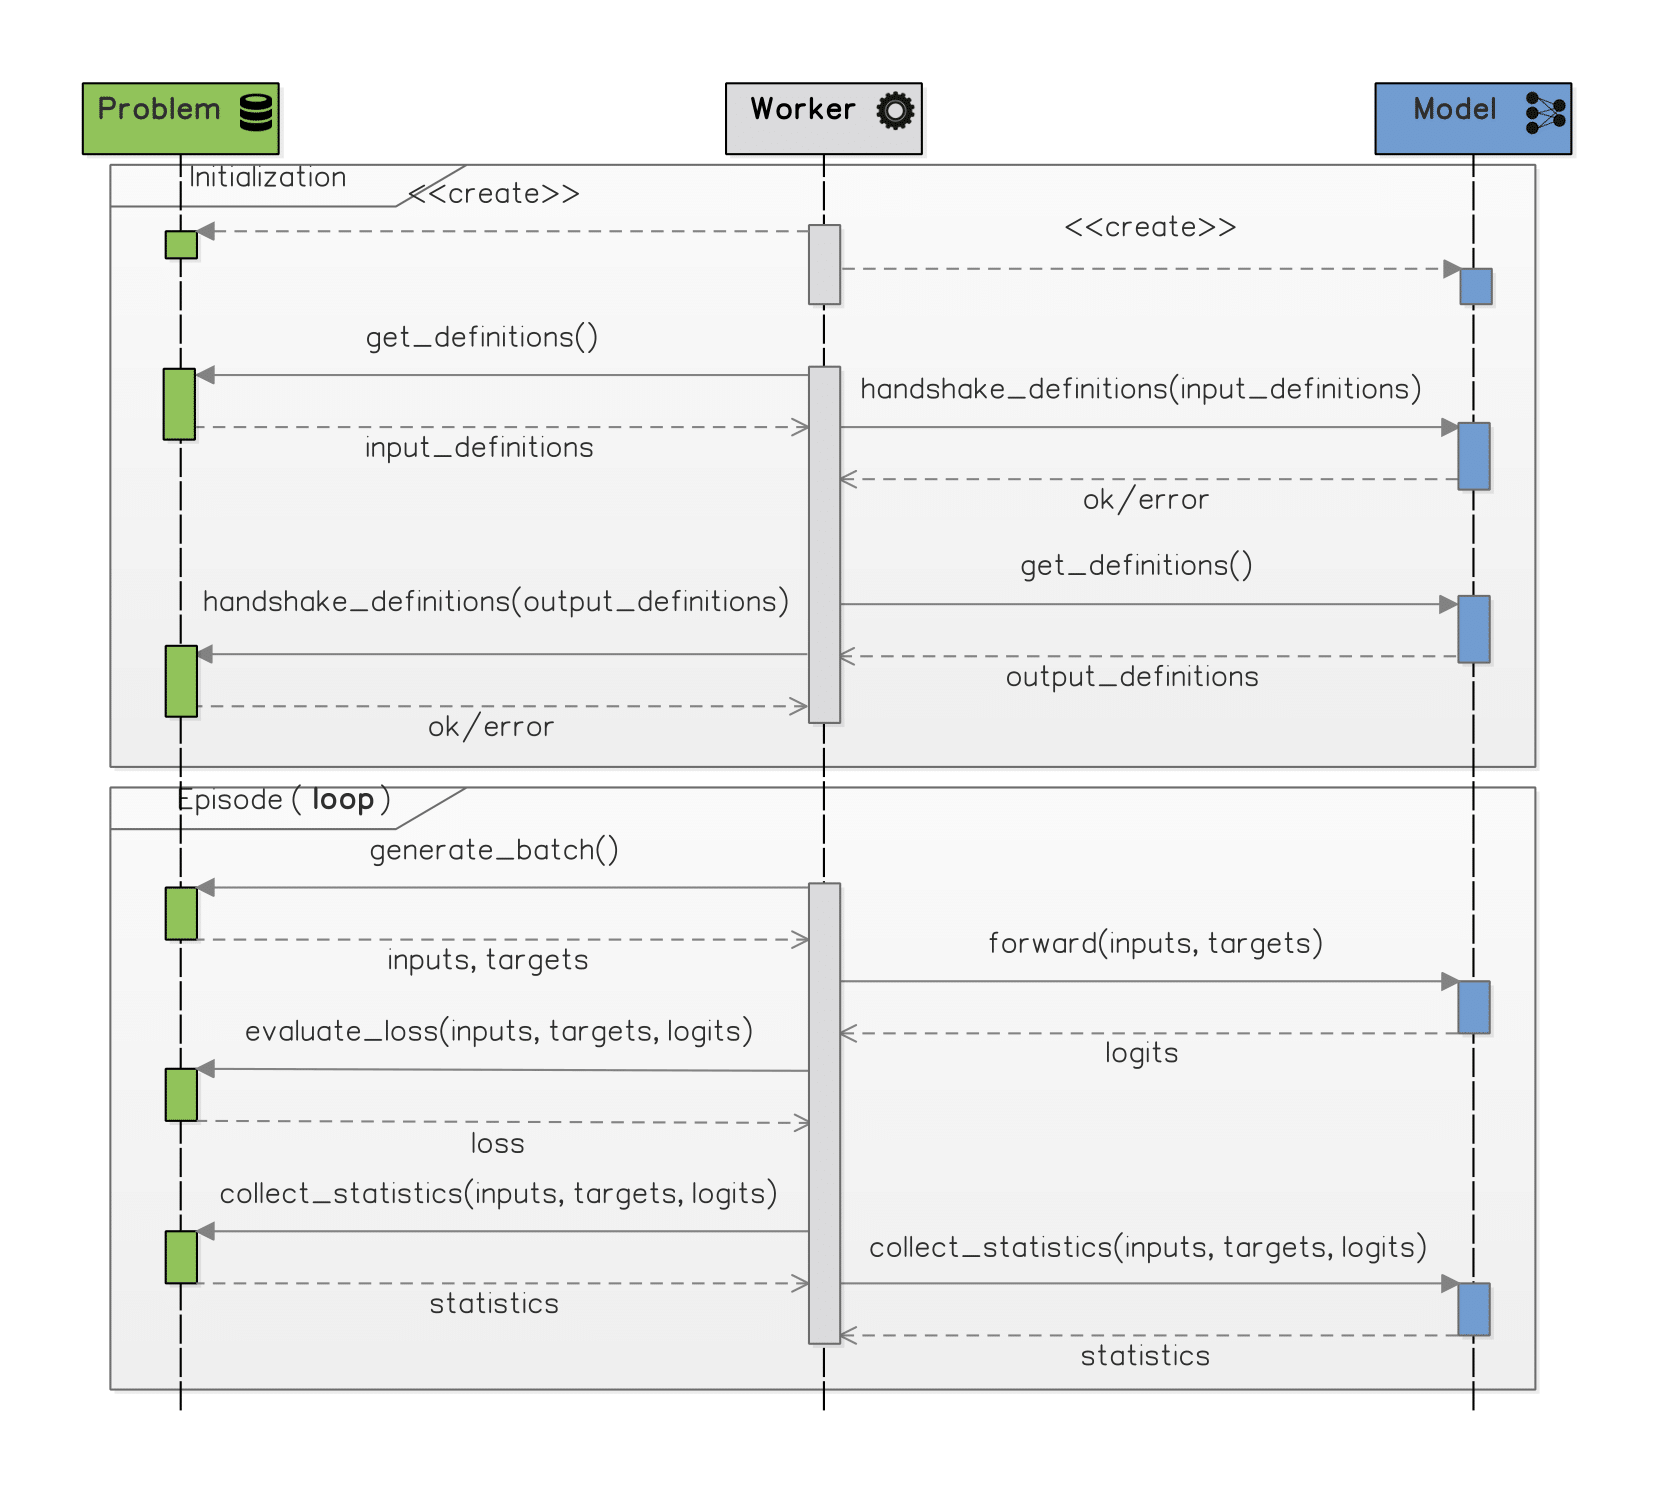 Problem
Worker
Model
Initialization
<<create>>
<<create>>
get_definitions()
handshake_definitions(input_definitions)
input_definitions
ok/error
get_definitions()
handshake_definitions(output_definitions)
output_definitions
ok/error
Episode ( loop )
generate_batch()
forward(inputs, targets)
inputs, targets
evaluate_loss(inputs, targets, logits)
logits
loss
collect_statistics(inputs, targets, logits)
collect_statistics(inputs, targets, logits)
statistics
statistics